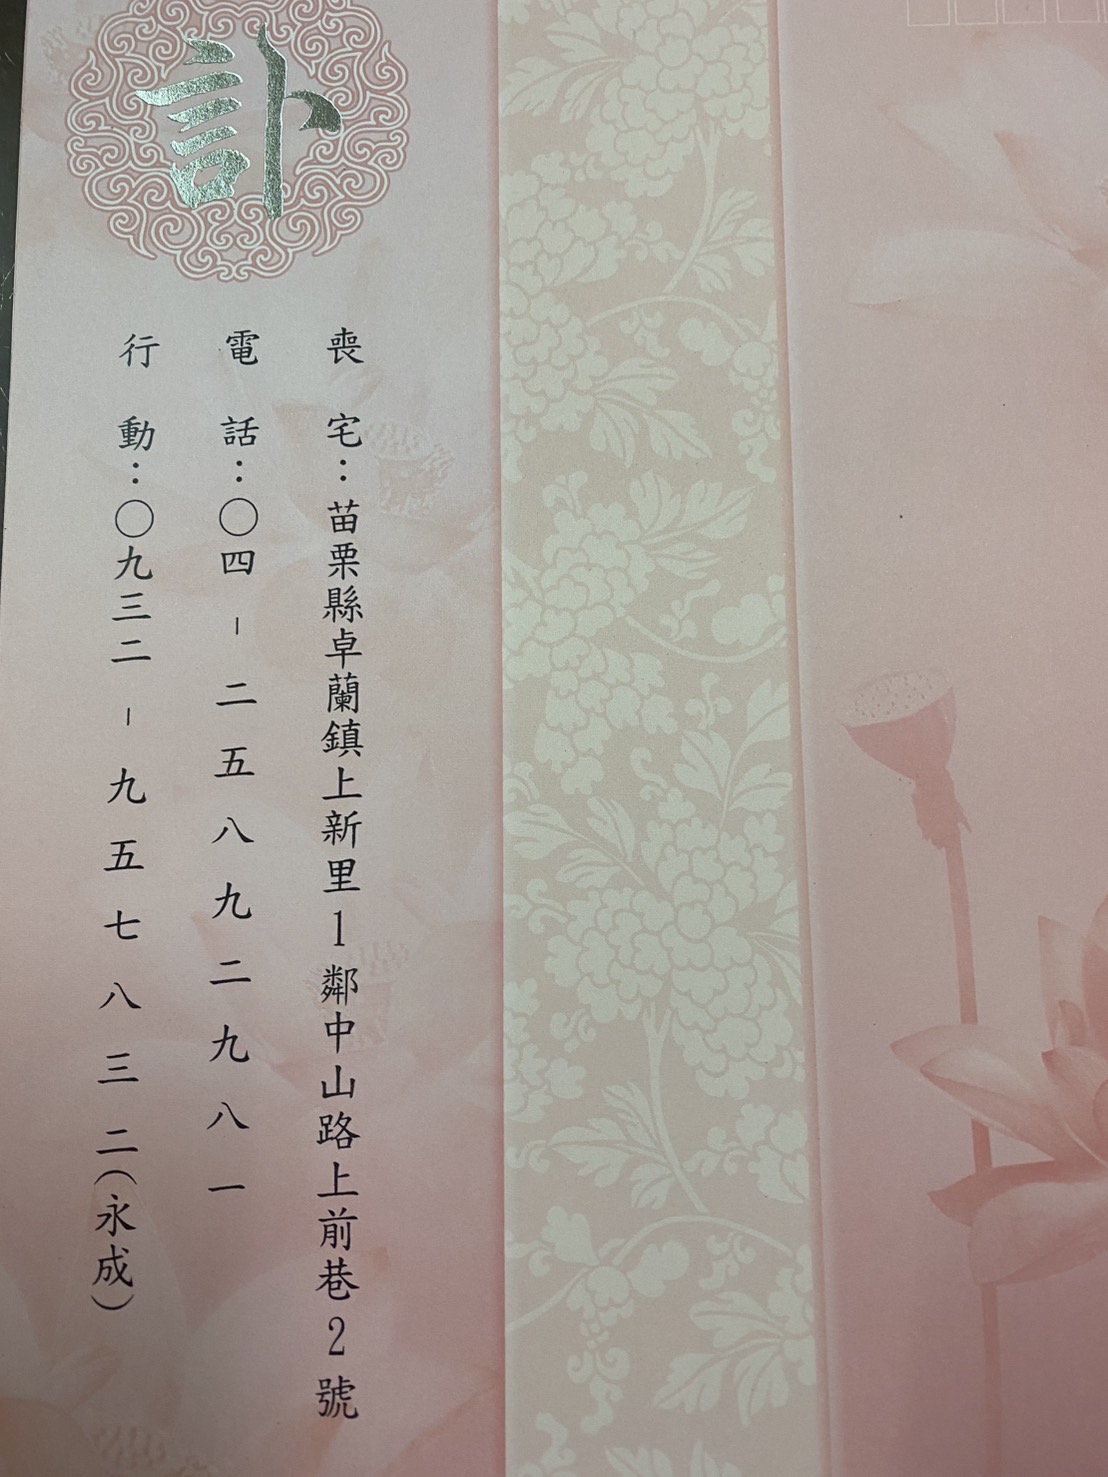 訃
喪宅：苗栗縣卓蘭鎮上新里1鄰中山路上前巷2號
電話：〇四-二五八九二九八一
行動：〇九三二-九五七八三二(永成)